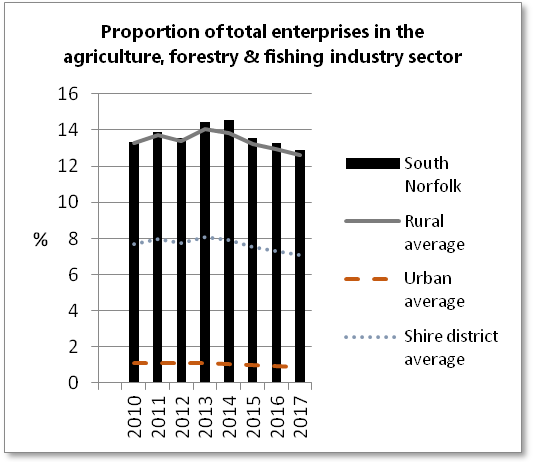 Proportion of total enterprises in the
agriculture, forestry & fishing industry sector
16
14
12
10
8
6
4
2
0
%
2010
2011
2012
2013
2014
2015
2016
2017
South
Norfolk
Rural
average
Urban
average
Shire district
average